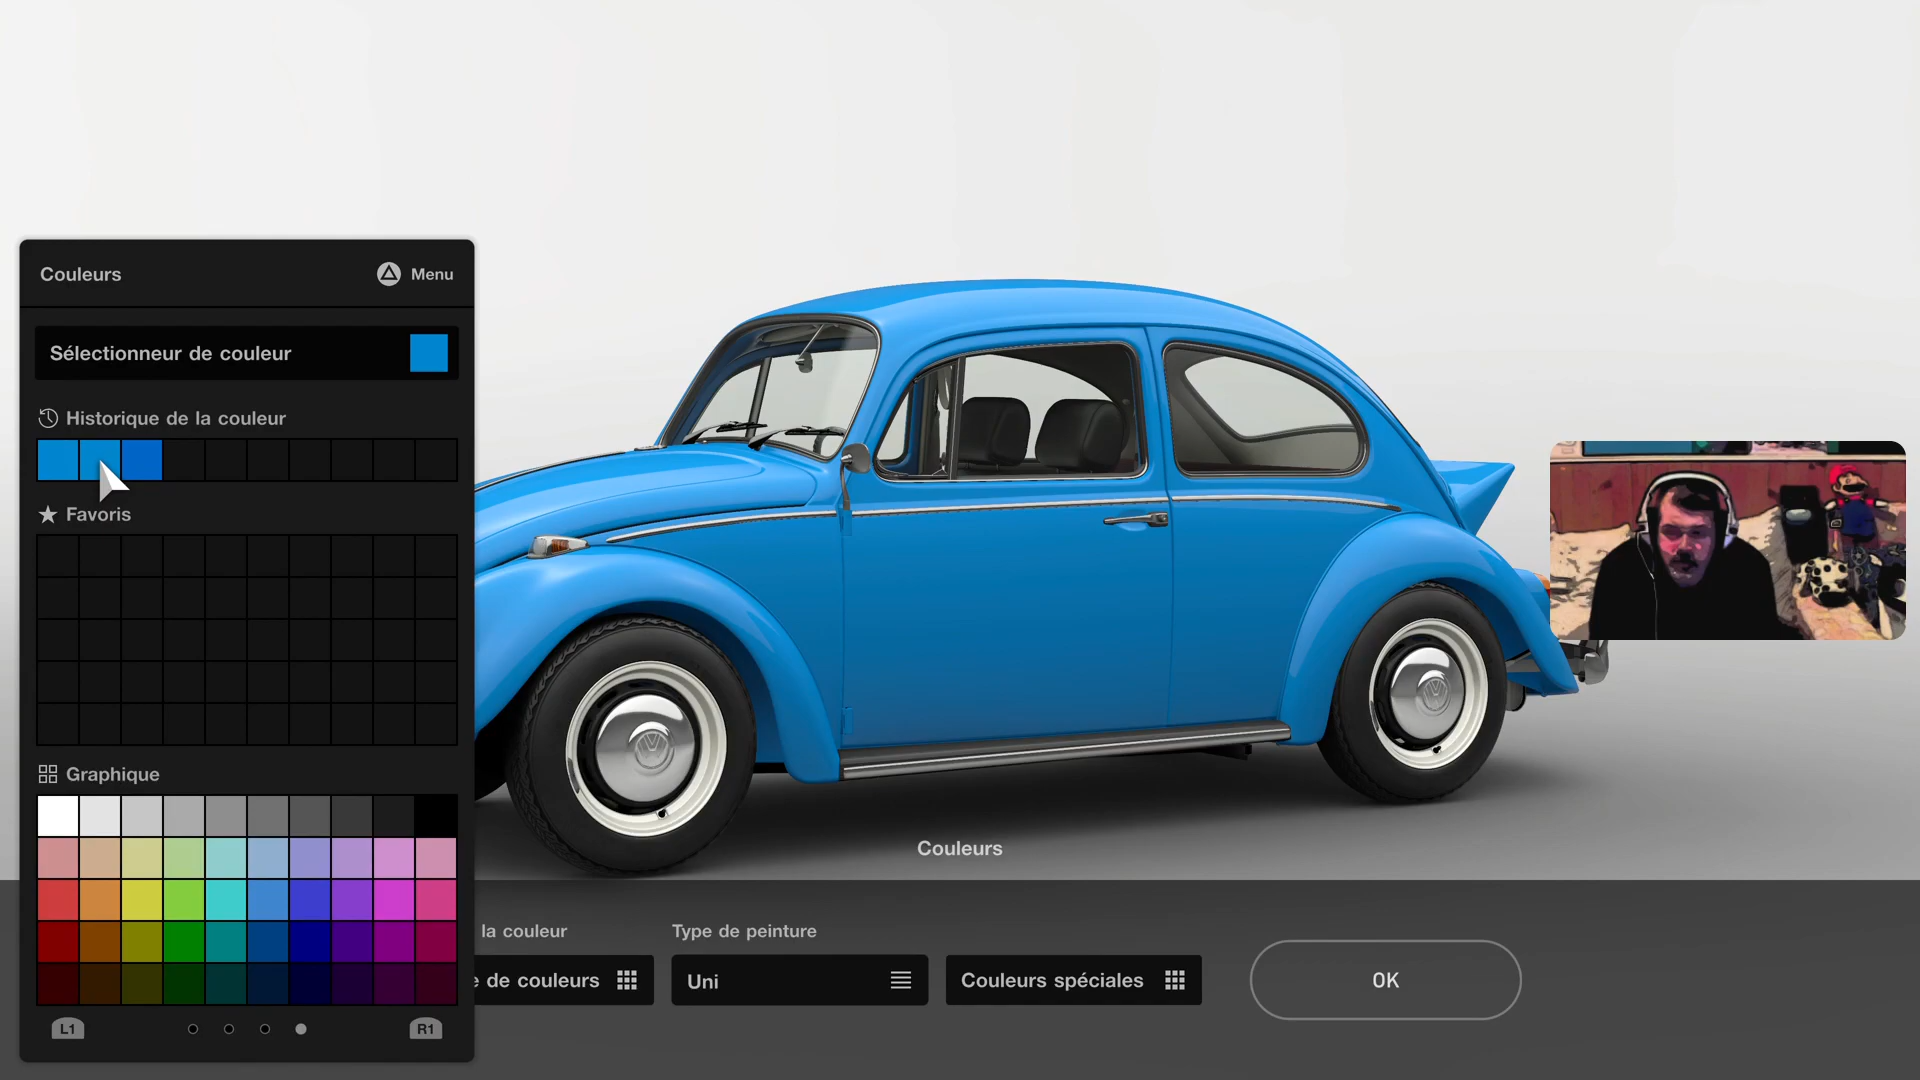 Couleurs
Menu
Sélectionneur de couleur
Historique de la couleur
Favoris
Graphique
L1
R1
Couleurs
la couleur
Type de peinture
e de couleurs
Uni
Couleurs spéciales
OK